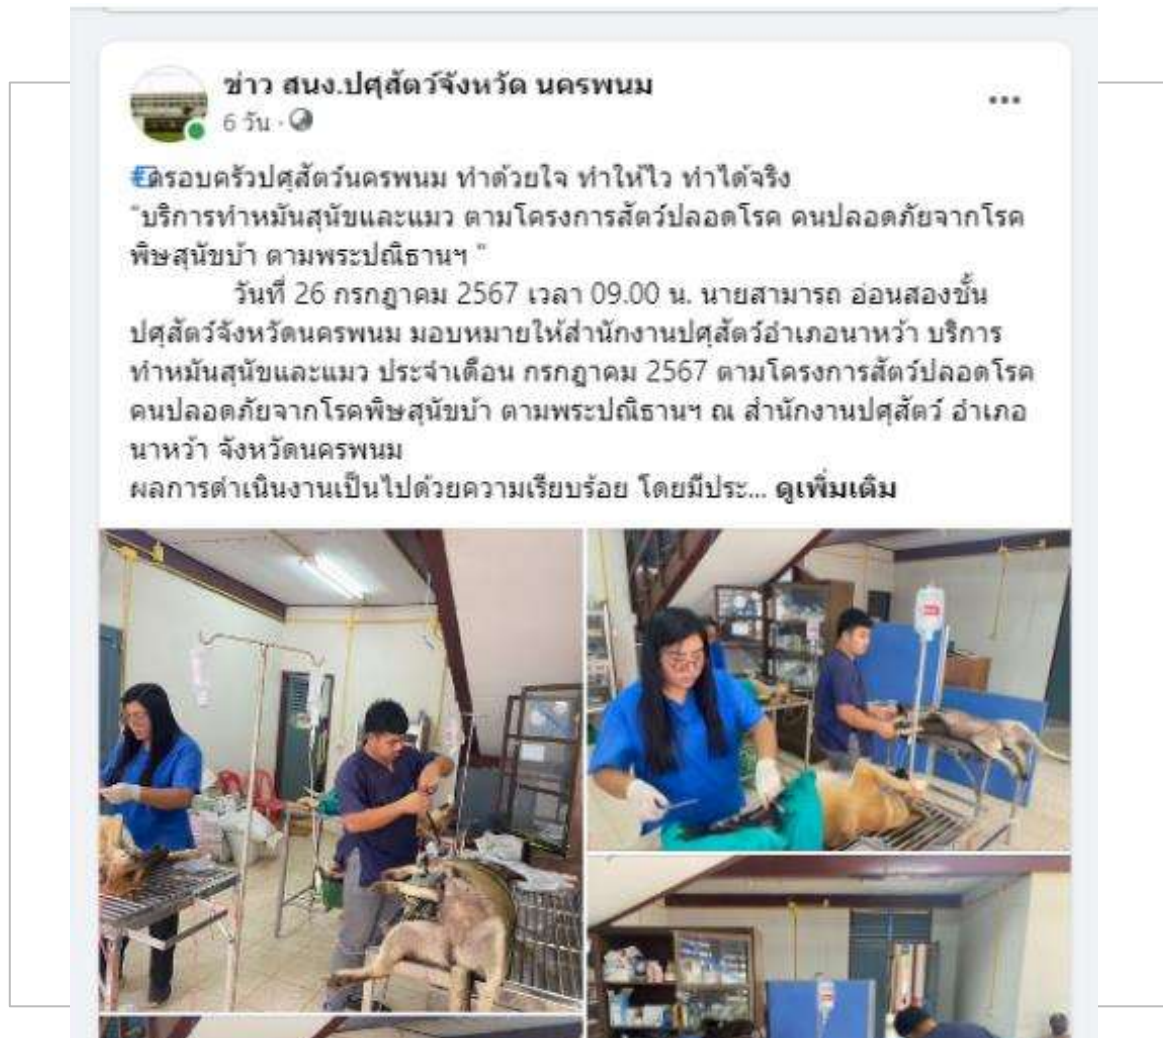 ข่าว สนง.ปศุสัตว์จังหวัด นครพนม
6 วัน ·
#ครอบครัวปศุสัตว์นครพนม ทำด้วยใจ ทำให้ไว ทำได้จริง
"บริการทำหมันสุนัขและแมว ตามโครงการสัตว์ปลอดโรค คนปลอดภัยจากโรค
พิษสุนัขบ้า ตามพระปณิธานฯ "
วันที่ 26 กรกฎาคม 2567 เวลา 09.00 น. นายสามารถ อ่อนสองชั้น
ปศุสัตว์จังหวัดนครพนม มอบหมายให้สำนักงานปศุสัตว์อำเภอนาหว้า บริการ
ทำหมันสุนัขและแมว ประจำเดือน กรกฎาคม 2567 ตามโครงการสัตว์ปลอดโรค
คนปลอดภัยจากโรคพิษสุนัขบ้า ตามพระปณิธานฯ ณ สำนักงานปศุสัตว์ อำเภอ
นาหว้า จังหวัดนครพนม
ผลการดำเนินงานเป็นไปด้วยความเรียบร้อย โดยมีประ... ดูเพิ่มเติม